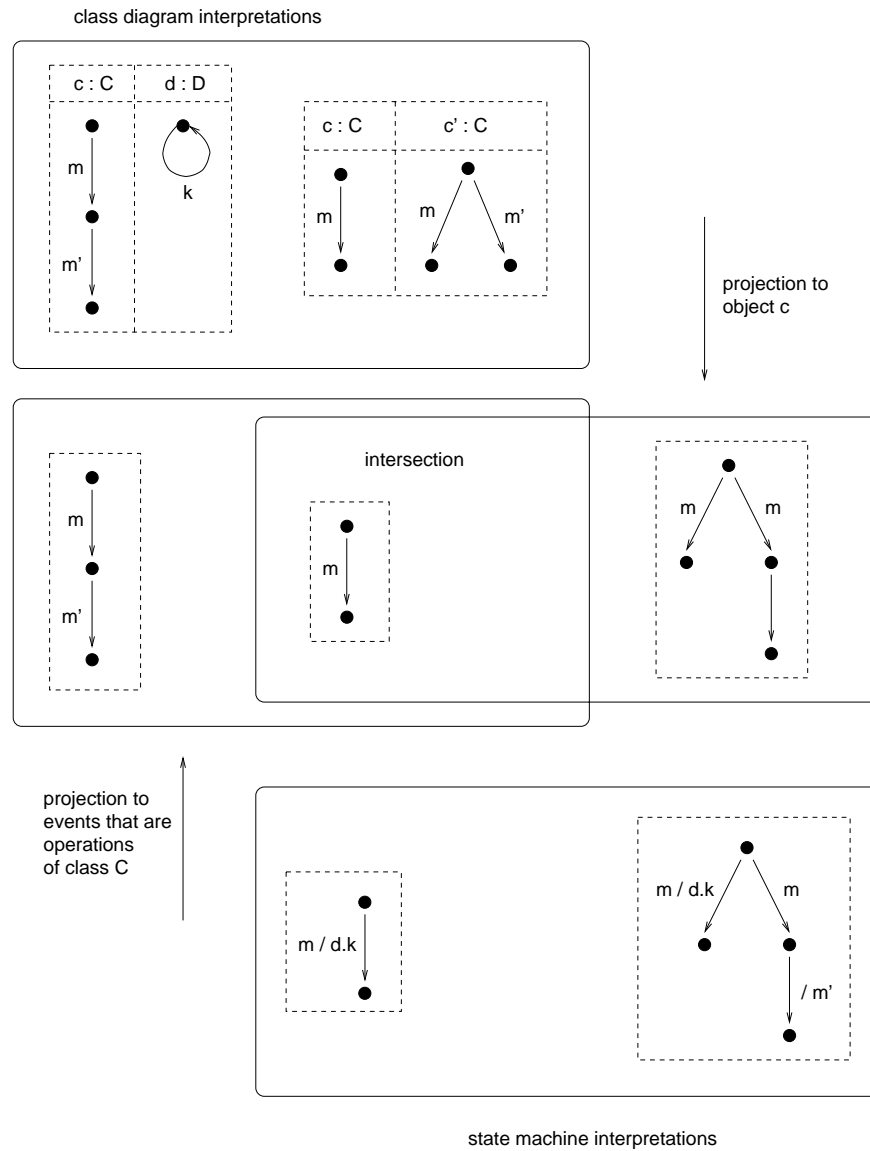 class diagram interpretations
c : C
d : D
c : C
c' : C
m
k
m'
m
m
m'
projection to
object c
intersection
m
m'
m
m
m
projection to
events that are
operations
of class C
m / d.k
m / d.k
m
/ m'
state machine interpretations